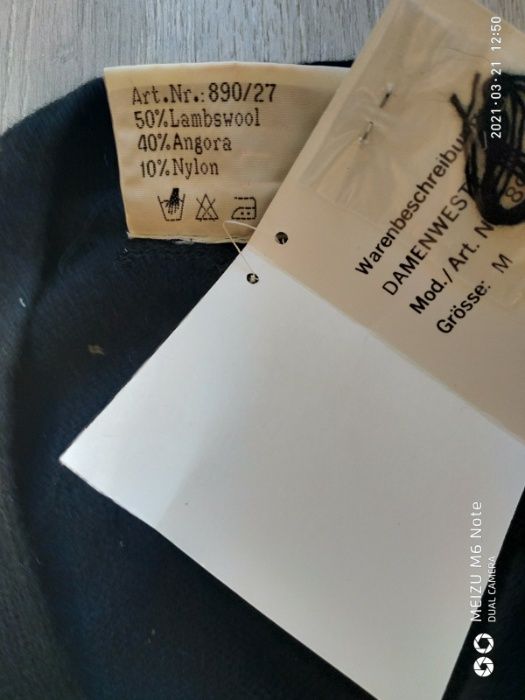 Art.Nr.:890/27
50%Lambswool
40%Angora
10%Nylon
DAMENWEST
Mod./Art. N
Grösse: M
2021·03·21 12:50
MEIZU M6 Note
DUAL CAMERA